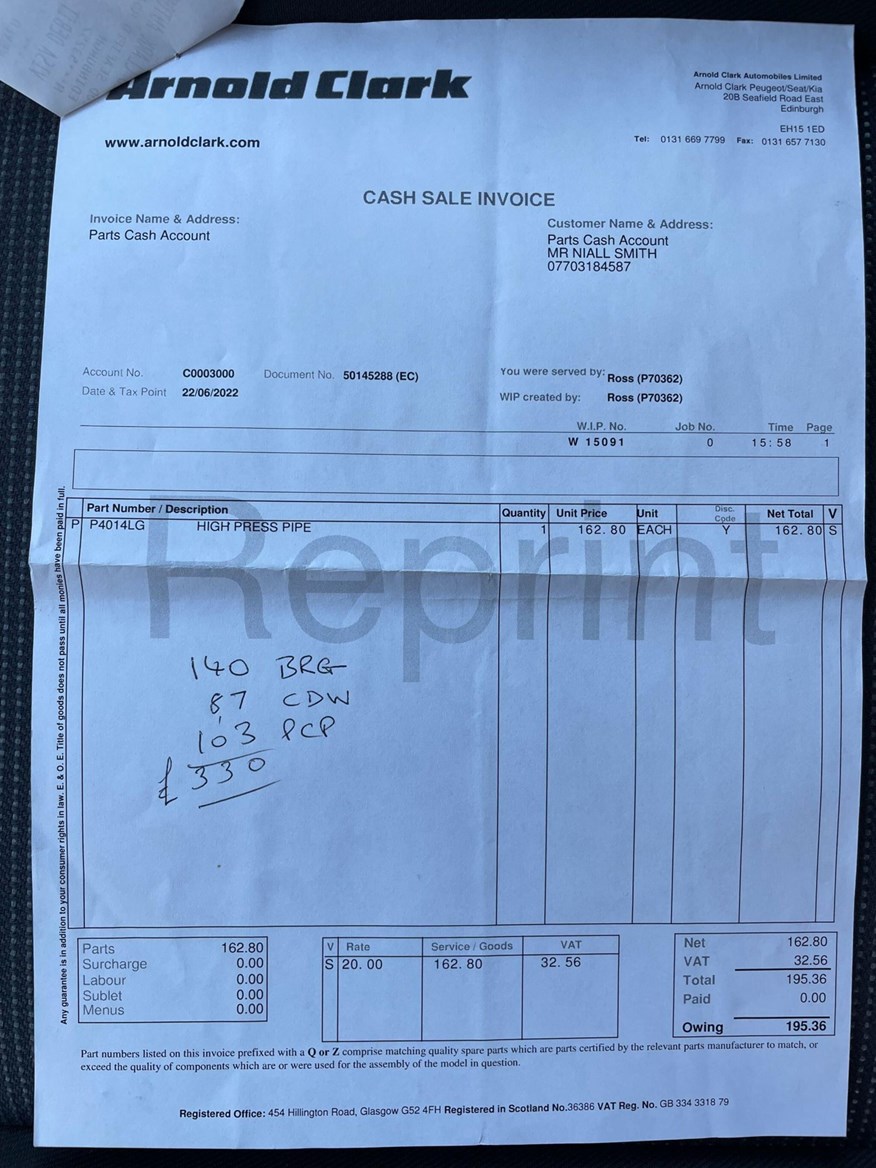 Arnold Clark
www.arnoldclark.com
Arnold Clark Automobiles Limited
Arnold Clark Peugeot/Seat/Kia
20B Seafield Road East
Edinburgh
EH15 1ED
Tel: 0131 669 7799 Fax: 0131 657 7130
CASH SALE INVOICE
Invoice Name & Address:
Parts Cash Account
Customer Name & Address:
Parts Cash Account
MR NIALL SMITH
07703184587
Account No. C0003000 Document No. 50145288 (EC)
Date & Tax Point 22/06/2022
You were served by: Ross (P70362)
WIP created by: Ross (P70362)
W.I.P. No. Job No. Time Page
W 15091 0 15:58 1
Part Number / Description Quantity Unit Price Unit Disc. Code Net Total V
P P4014LG HIGH PRESS PIPE 1 162.80 EACH Y 162.80 S
Reprint
140 BRG
87 CDW
103 PCP
£330
Any guarantee is in addition to your consumer rights in law. E. & O. E. Title of goods does not pass until all monies have been paid in full.
Parts 162.80
Surcharge 0.00
Labour 0.00
Sublet 0.00
Menus 0.00
V Rate Service / Goods VAT
S 20.00 162.80 32.56
Net 162.80
VAT 32.56
Total 195.36
Paid 0.00
Owing 195.36
Part numbers listed on this invoice prefixed with a Q or Z comprise matching quality spare parts which are parts certified by the relevant parts manufacturer to match, or
exceed the quality of components which are or were used for the assembly of the model in question.
Registered Office: 454 Hillington Road, Glasgow G52 4FH Registered in Scotland No.36386 VAT Reg. No. GB 334 3318 79